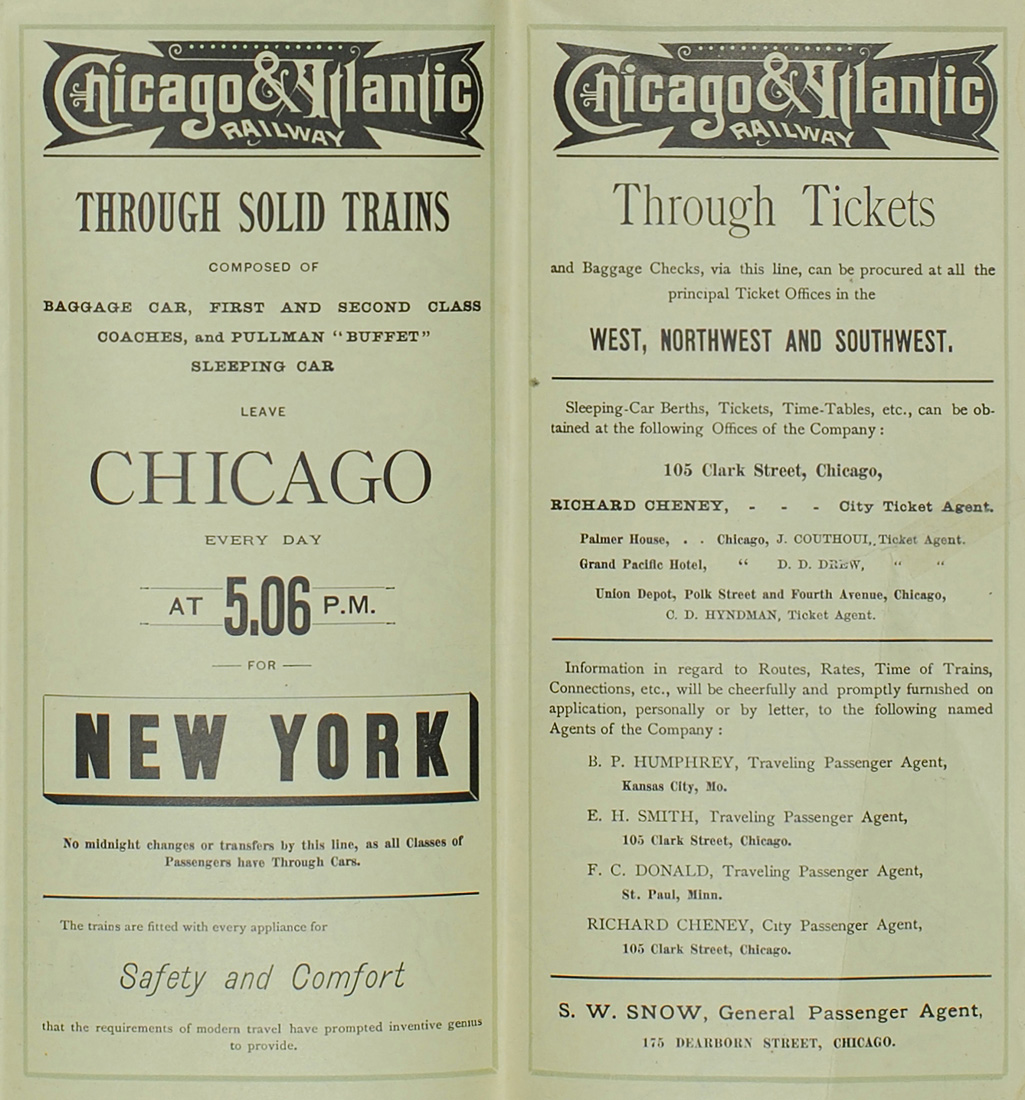 Chicago & Atlantic
RAILWAY
THROUGH SOLID TRAINS
COMPOSED OF
BAGGAGE CAR, FIRST AND SECOND CLASS
COACHES, and PULLMAN "BUFFET"
SLEEPING CAR
LEAVE
CHICAGO
EVERY DAY
AT 5.06 P.M.
FOR
NEW YORK
No midnight changes or transfers by this line, as all Classes of
Passengers have Through Cars.
The trains are fitted with every appliance for
Safety and Comfort
that the requirements of modern travel have prompted inventive genius
to provide.
Chicago & Atlantic
RAILWAY
Through Tickets
and Baggage Checks, via this line, can be procured at all the
principal Ticket Offices in the
WEST, NORTHWEST AND SOUTHWEST.
Sleeping-Car Berths, Tickets, Time-Tables, etc., can be ob-
tained at the following Offices of the Company:
105 Clark Street, Chicago,
RICHARD CHENEY, - - - City Ticket Agent.
Palmer House, . . Chicago, J. COUTHOUI, Ticket Agent.
Grand Pacific Hotel, " D. D. DREW, " "
Union Depot, Polk Street and Fourth Avenue, Chicago,
C. D. HYNDMAN, Ticket Agent.
Information in regard to Routes, Rates, Time of Trains,
Connections, etc., will be cheerfully and promptly furnished on
application, personally or by letter, to the following named
Agents of the Company:
B. P. HUMPHREY, Traveling Passenger Agent,
Kansas City, Mo.
E. H. SMITH, Traveling Passenger Agent,
105 Clark Street, Chicago.
F. C. DONALD, Traveling Passenger Agent,
St. Paul, Minn.
RICHARD CHENEY, City Passenger Agent,
105 Clark Street, Chicago.
S. W. SNOW, General Passenger Agent,
175 DEARBORN STREET, CHICAGO.